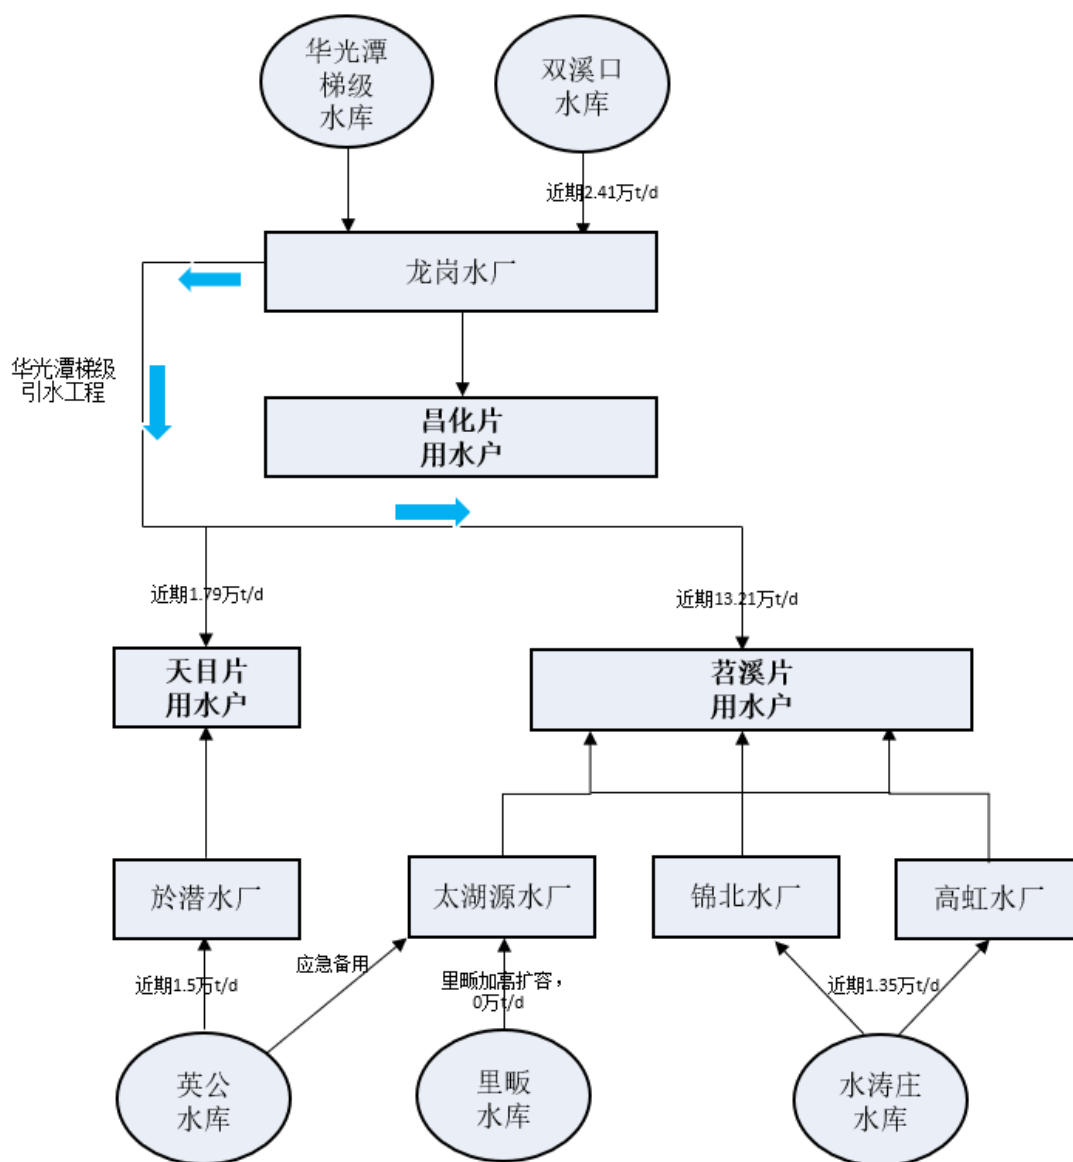 华光潭
梯级
水库
双溪口
水库
近期2.41万t/d
龙岗水厂
华光潭梯级
引水工程
昌化片
用水户
近期1.79万t/d
近期13.21万t/d
天目片
用水户
苕溪片
用水户
於潜水厂
太湖源水厂
锦北水厂
高虹水厂
应急备用
近期1.5万t/d
里畈加高扩容，
0万t/d
近期1.35万t/d
英公
水库
里畈
水库
水涛庄
水库